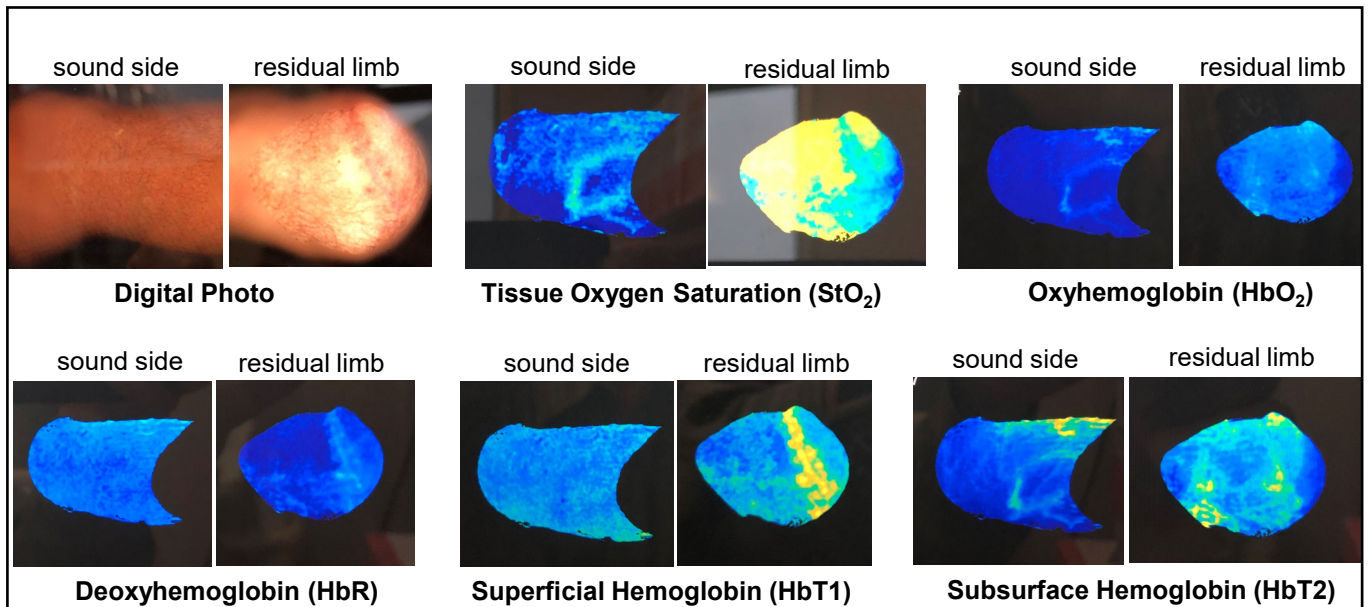 sound side residual limb
sound side residual limb
sound side residual limb
Digital Photo
Tissue Oxygen Saturation (StO₂)
Oxyhemoglobin (HbO₂)
sound side residual limb
sound side residual limb
sound side residual limb
Deoxyhemoglobin (HbR)
Superficial Hemoglobin (HbT1)
Subsurface Hemoglobin (HbT2)